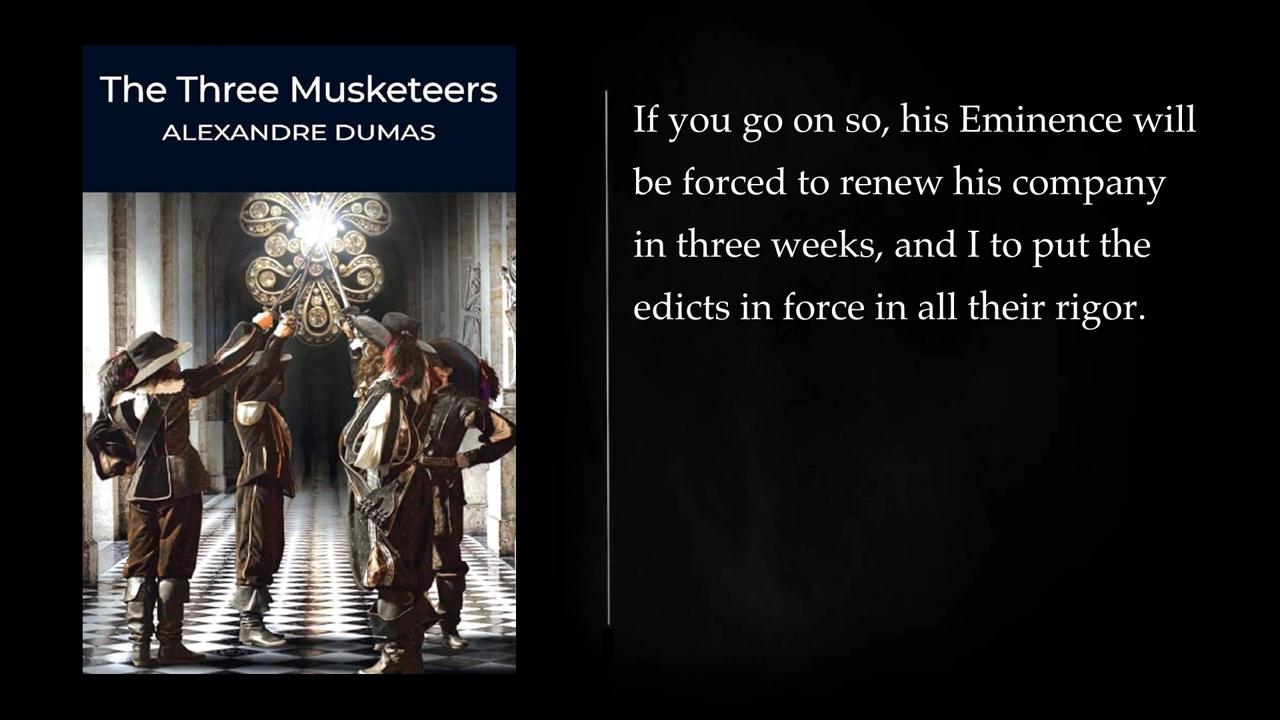 The Three Musketeers
ALEXANDRE DUMAS
If you go on so, his Eminence will
be forced to renew his company
in three weeks, and I to put the
edicts in force in all their rigor.